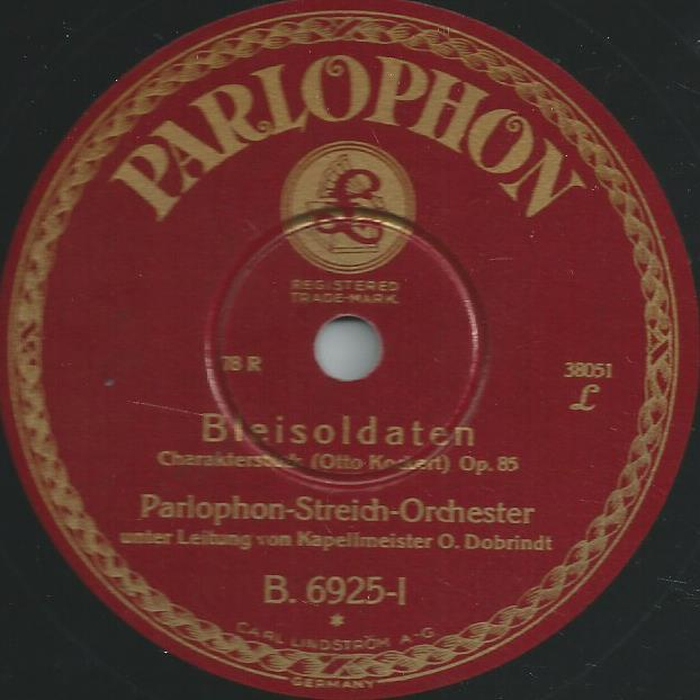 PARLOPHON
£
REGISTERED
TRADE-MARK.
78 R
38051
L
Bleisoldaten
Charakterstück (Otto Kockert) Op. 85
Parlophon-Streich-Orchester
unter Leitung von Kapellmeister O. Dobrindt
B. 6925-I
*
CARL LINDSTRÖM A-G
GERMANY